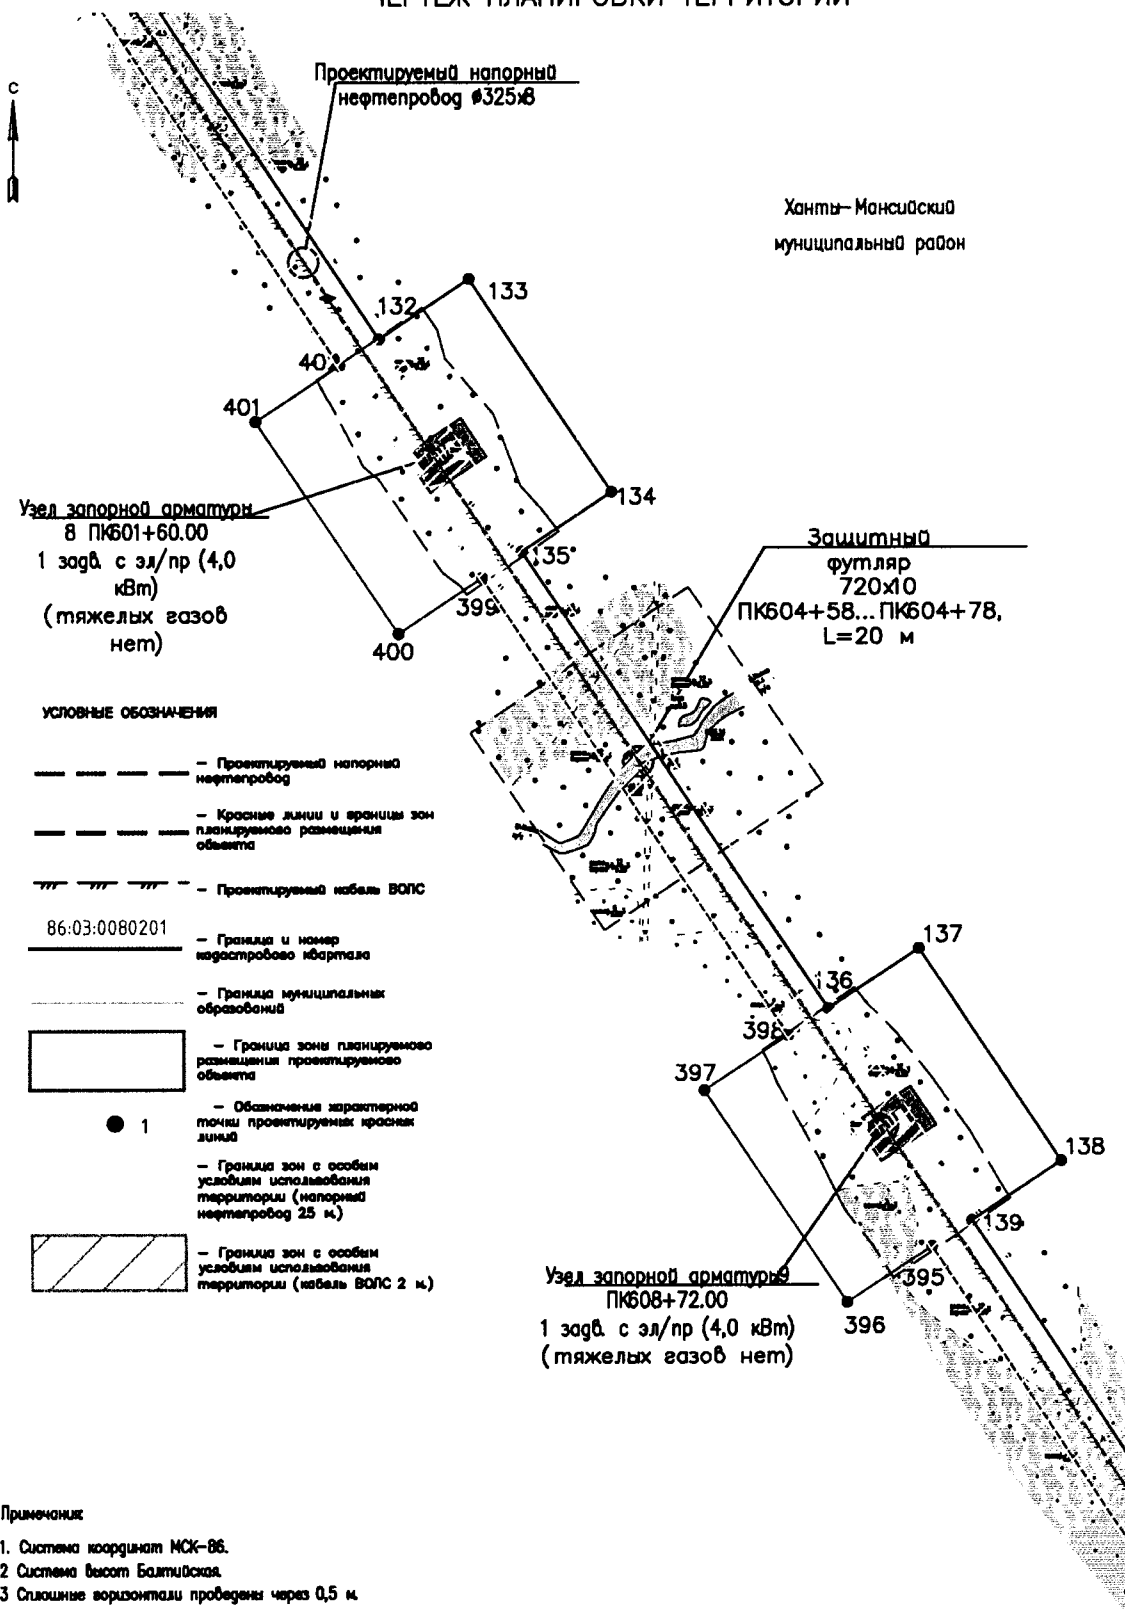 ЧЕРТЕЖ ПЛАНИРОВКИ ТЕРРИТОРИИ
С
Проектируемый напорный
нефтепровод ø325х8
Ханты-Мансийский
муниципальный район
133
132
40
401
134
135
399
400
Узел запорной арматуры
8 ПК601+60.00
1 задв. с эл/пр (4,0
кВт)
(тяжелых газов
нет)
Защитный
футляр
720х10
ПК604+58...ПК604+78,
L=20 м
УСЛОВНЫЕ ОБОЗНАЧЕНИЯ
– Проектируемый напорный
нефтепровод
– Красные линии и границы зон
планируемого размещения
объекта
– Проектируемый кабель ВОЛС
86:03:0080201
– Граница и номер
кадастрового квартала
– Граница муниципальных
образований
– Граница зоны планируемого
размещения проектируемого
объекта
1
– Обозначение характерной
точки проектируемых красных
линий
– Граница зон с особым
условиям использования
территории (напорный
нефтепровод 25 м.)
– Граница зон с особым
условиям использования
территории (кабель ВОЛС 2 м.)
137
136
398
397
138
139
395
396
Узел запорной арматуры9
ПК608+72.00
1 задв. с эл/пр (4,0 кВт)
(тяжелых газов нет)
Примечания:
1. Система координат МСК-86.
2 Система высот Балтийская.
3 Сплошные горизонтали проведены через 0,5 м.